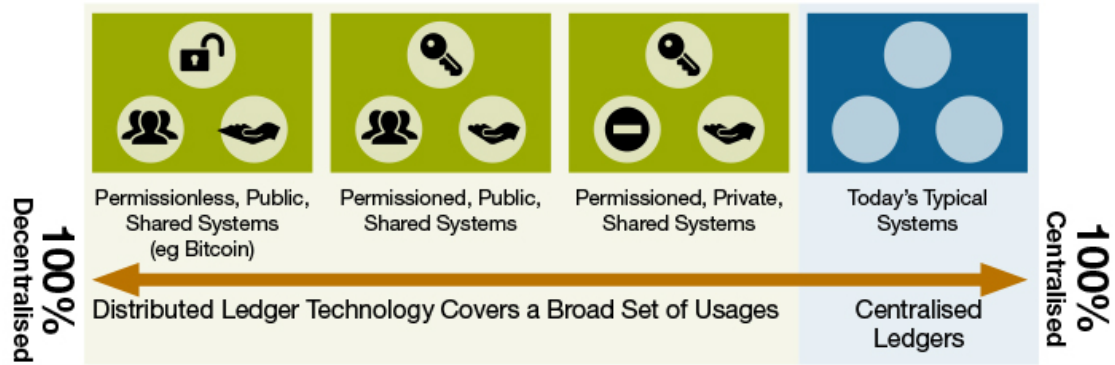 Permissionless, Public,
Shared Systems
(eg Bitcoin)
Permissioned, Public,
Shared Systems
Permissioned, Private,
Shared Systems
Today's Typical
Systems
100%
Decentralised
100%
Centralised
Distributed Ledger Technology Covers a Broad Set of Usages
Centralised
Ledgers